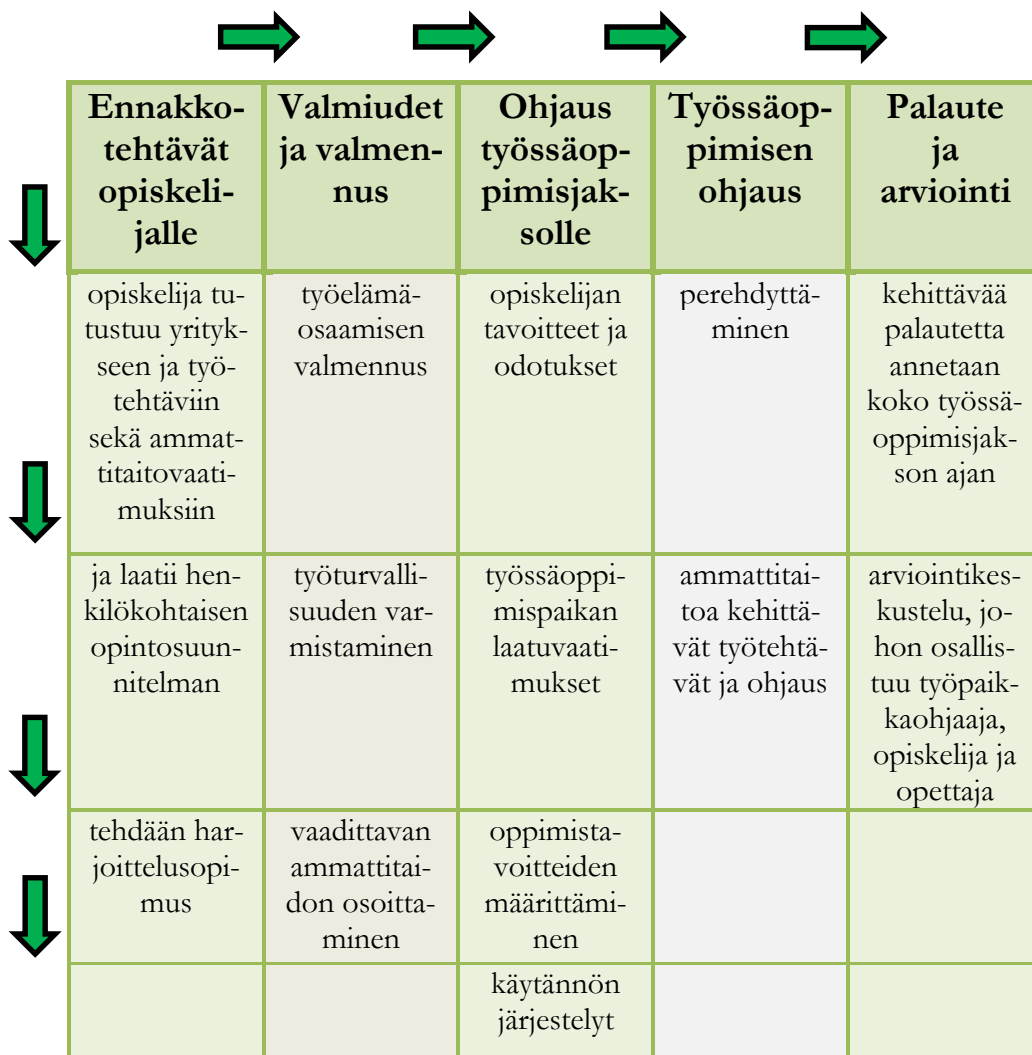 Ennakko-
tehtävät
opiskeli-
jalle
Valmiudet
ja valmen-
nus
Ohjaus
työssäop-
pimisjak-
solle
Työssäop-
pimisen
ohjaus
Palaute
ja
arviointi
opiskelija tu-
tustuu yrityk-
seen ja työ-
tehtäviin
sekä ammat-
titaitovaati-
muksiin
työelämä-
osaamisen
valmennus
opiskelijan
tavoitteet ja
odotukset
perehdyttä-
minen
kehittävää
palautetta
annetaan
koko työssä-
oppimisjak-
son ajan
ja laatii hen-
kilökohtaisen
opintosuun-
nitelman
työturvalli-
suuden var-
mistaminen
työssäoppi-
mispaikan
laatuvaati-
mukset
ammattitai-
toa kehittä-
vät työtehtä-
vät ja ohjaus
arviointikes-
kustelu, jo-
hon osallis-
tuu työpaik-
kaohjaaja,
opiskelija ja
opettaja
tehdään har-
joittelusopi-
mus
vaadittavan
ammattitai-
don osoitta-
minen
oppimista-
voitteiden
määrittämi-
nen
käytännön
järjestelyt